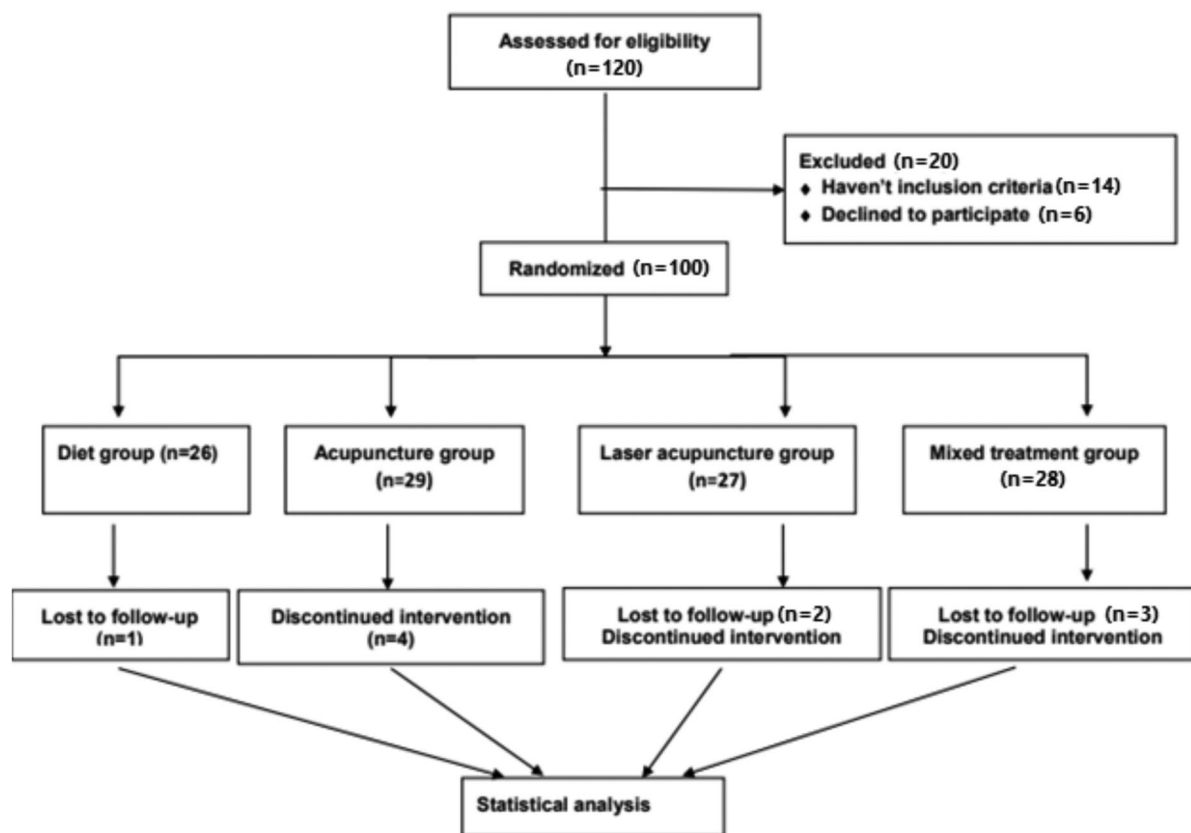 Assessed for eligibility
(n=120)
Excluded (n=20)
♦ Haven't inclusion criteria (n=14)
♦ Declined to participate (n=6)
Randomized (n=100)
Diet group (n=26)
Acupuncture group
(n=29)
Laser acupuncture group
(n=27)
Mixed treatment group
(n=28)
Lost to follow-up
(n=1)
Discontinued intervention
(n=4)
Lost to follow-up (n=2)
Discontinued intervention
Lost to follow-up (n=3)
Discontinued intervention
Statistical analysis